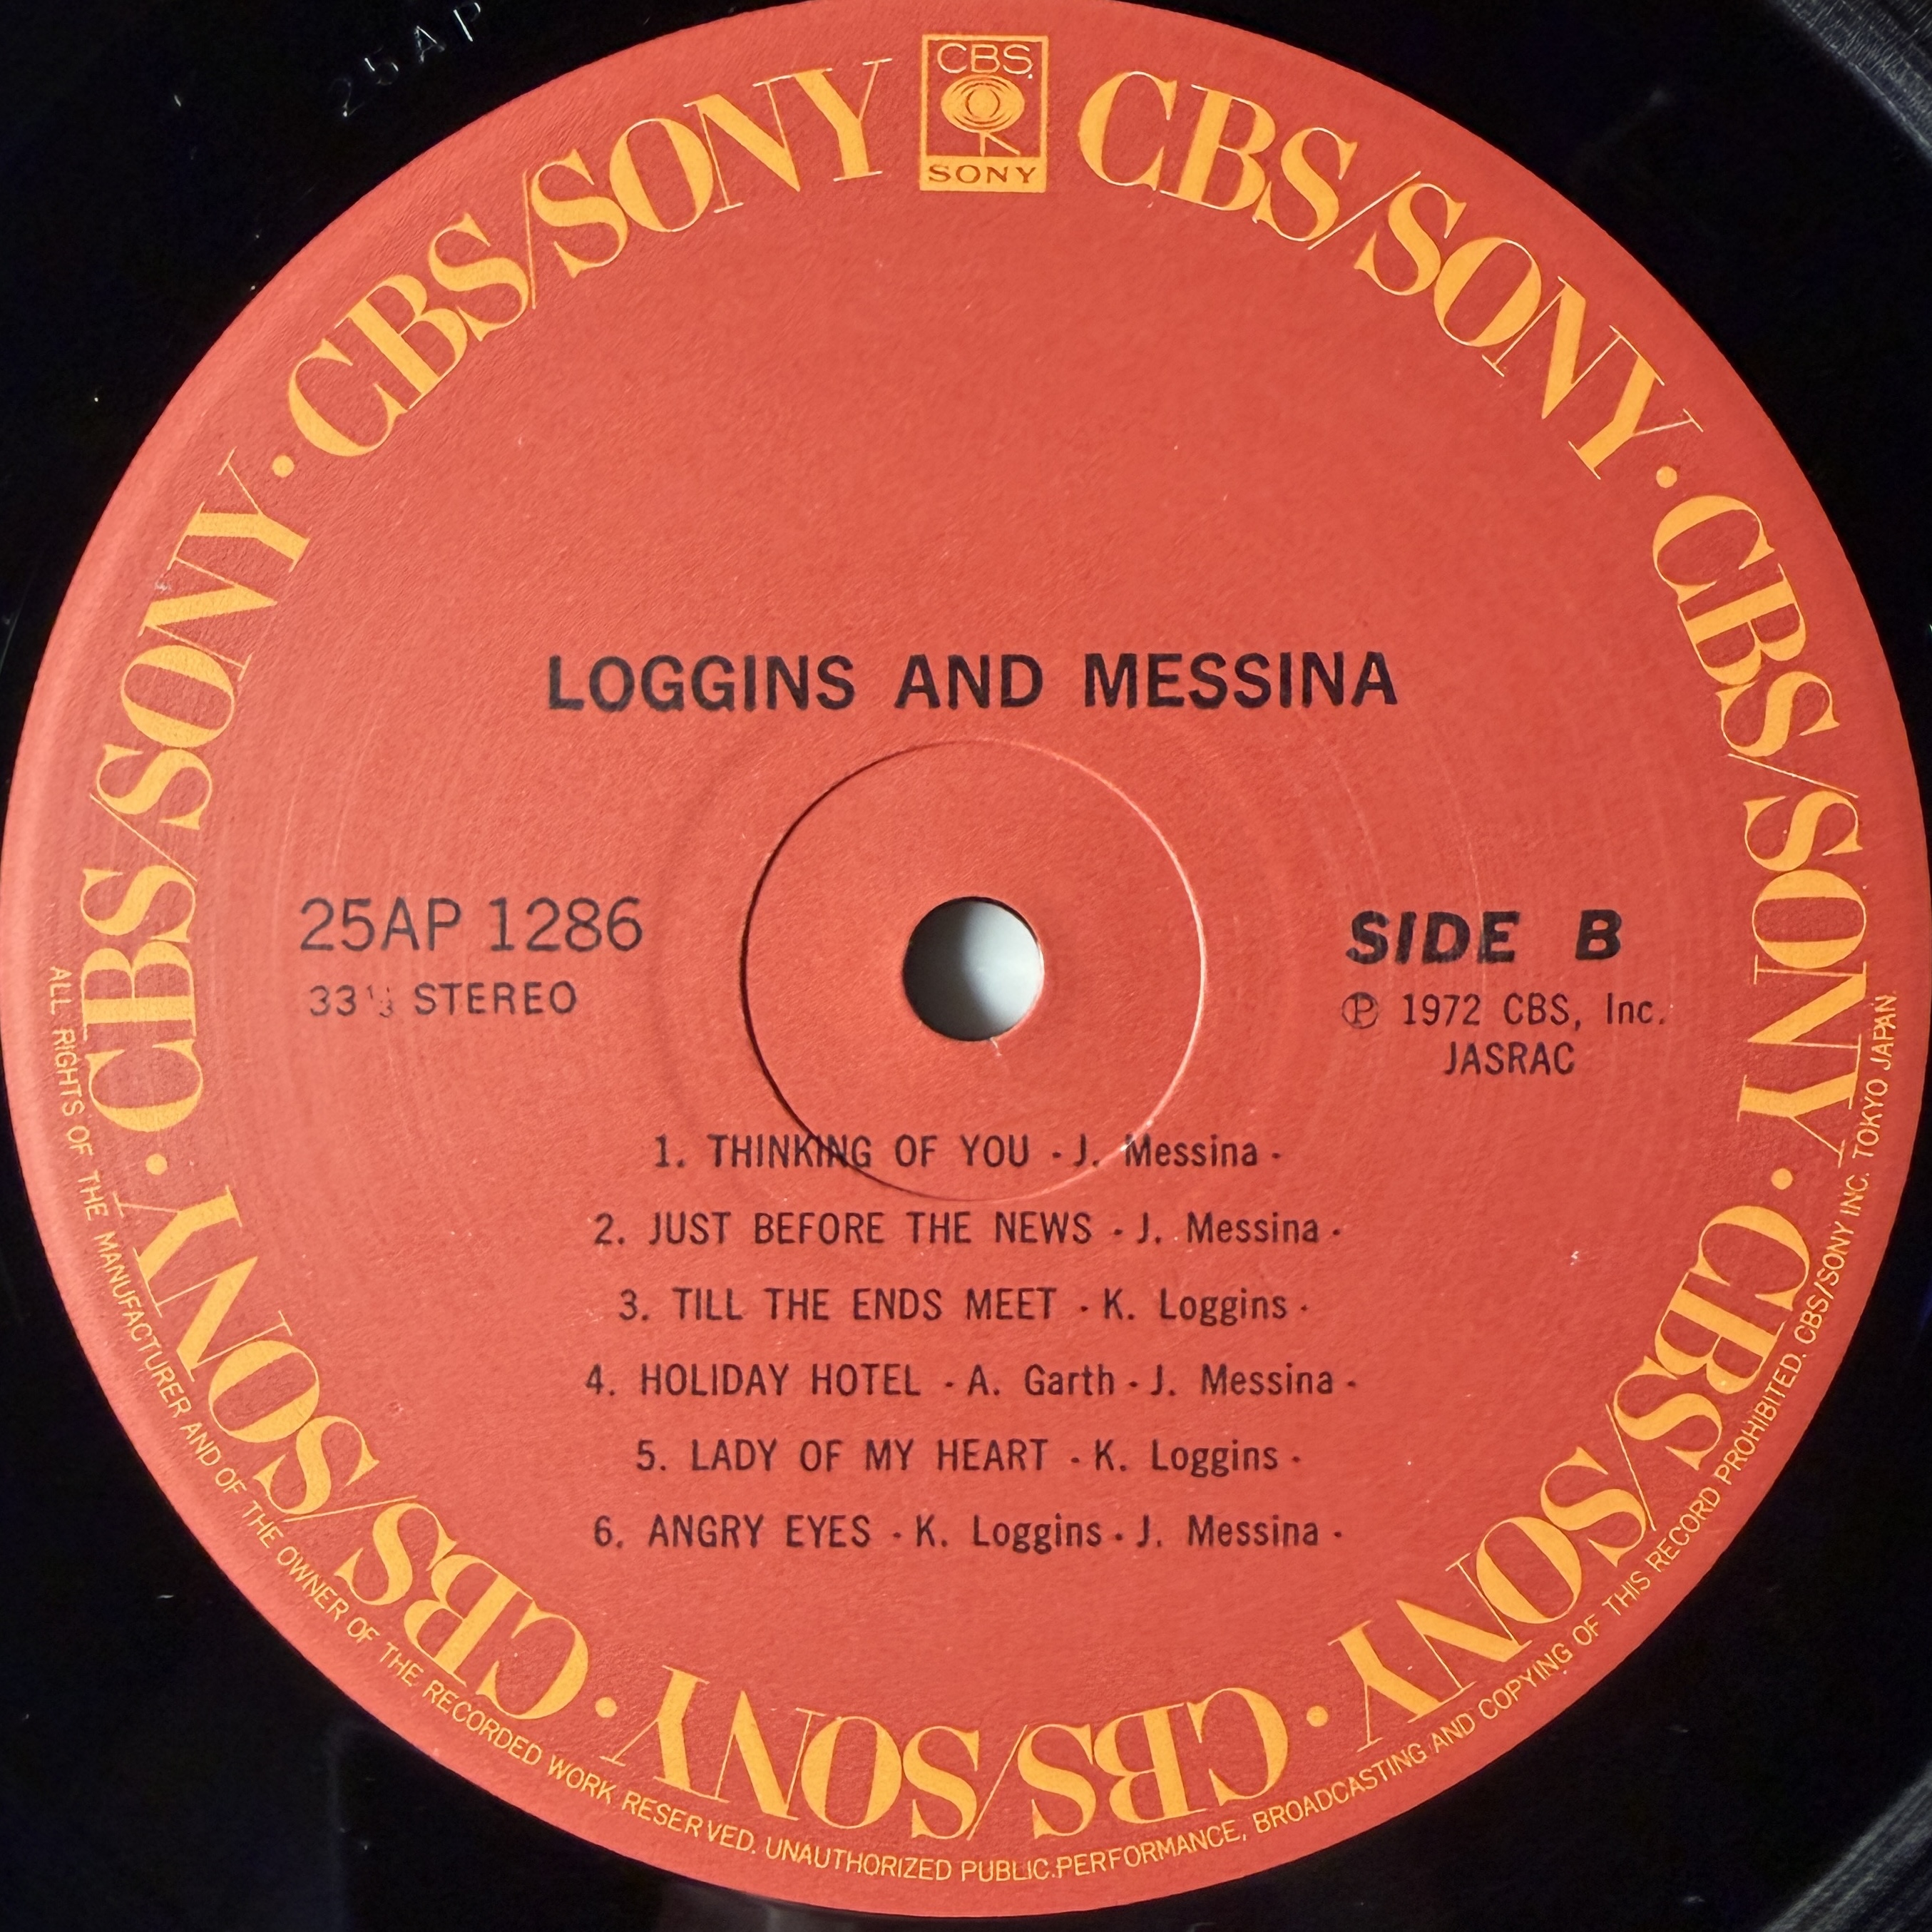 25AP
CBS
SONY
CBS/SONY · CBS/SONY · CBS/SONY · CBS/SONY · CBS/SONY · CBS/SONY · CBS/SONY
LOGGINS AND MESSINA
25AP 1286
33⅓ STEREO
SIDE B
Ⓟ 1972 CBS, Inc.
JASRAC
1. THINKING OF YOU - J. Messina -
2. JUST BEFORE THE NEWS - J. Messina -
3. TILL THE ENDS MEET - K. Loggins -
4. HOLIDAY HOTEL - A. Garth - J. Messina -
5. LADY OF MY HEART - K. Loggins -
6. ANGRY EYES - K. Loggins - J. Messina -
ALL RIGHTS OF THE MANUFACTURER AND OF THE OWNER OF THE RECORDED WORK RESERVED. UNAUTHORIZED PUBLIC.PERFORMANCE, BROADCASTING AND COPYING OF THIS RECORD PROHIBITED. CBS/SONY INC. TOKYO JAPAN